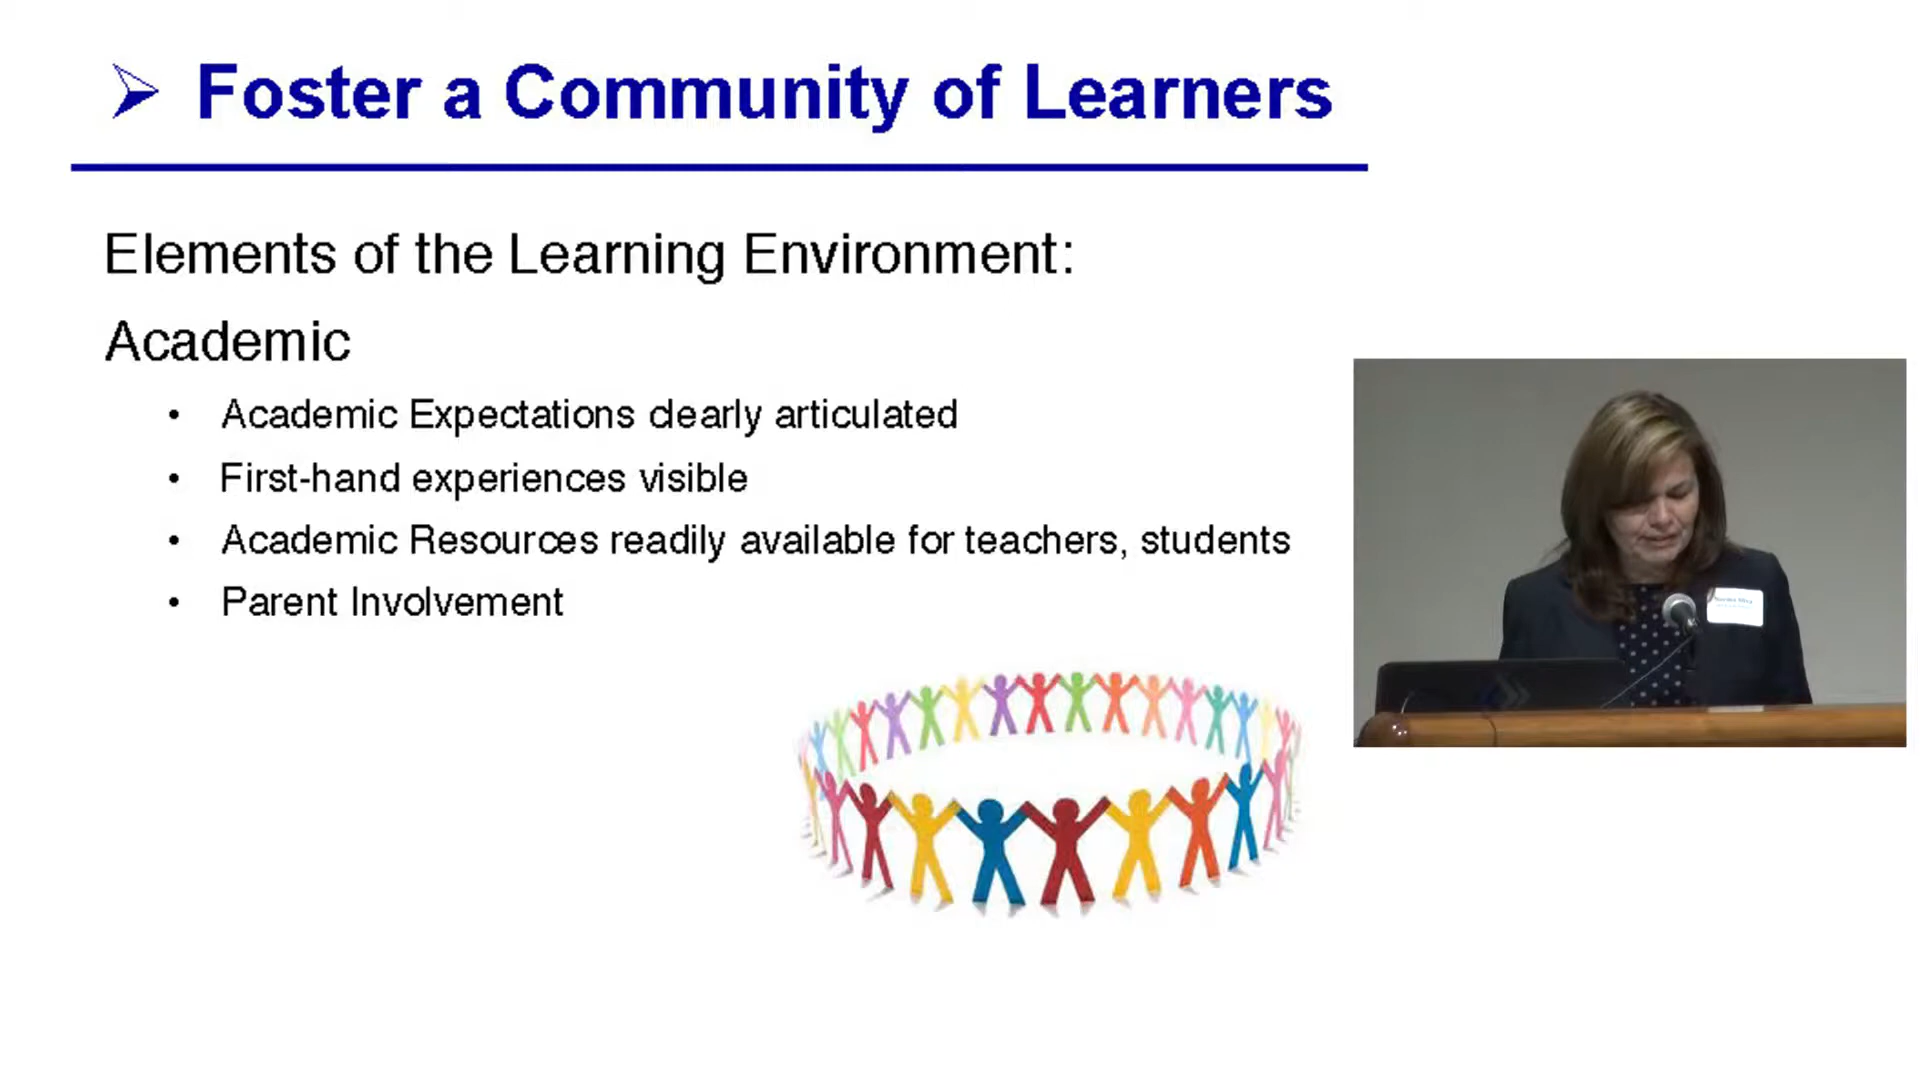 Foster a Community of Learners
Elements of the Learning Environment:
Academic
• Academic Expectations clearly articulated
• First-hand experiences visible
• Academic Resources readily available for teachers, students
• Parent Involvement